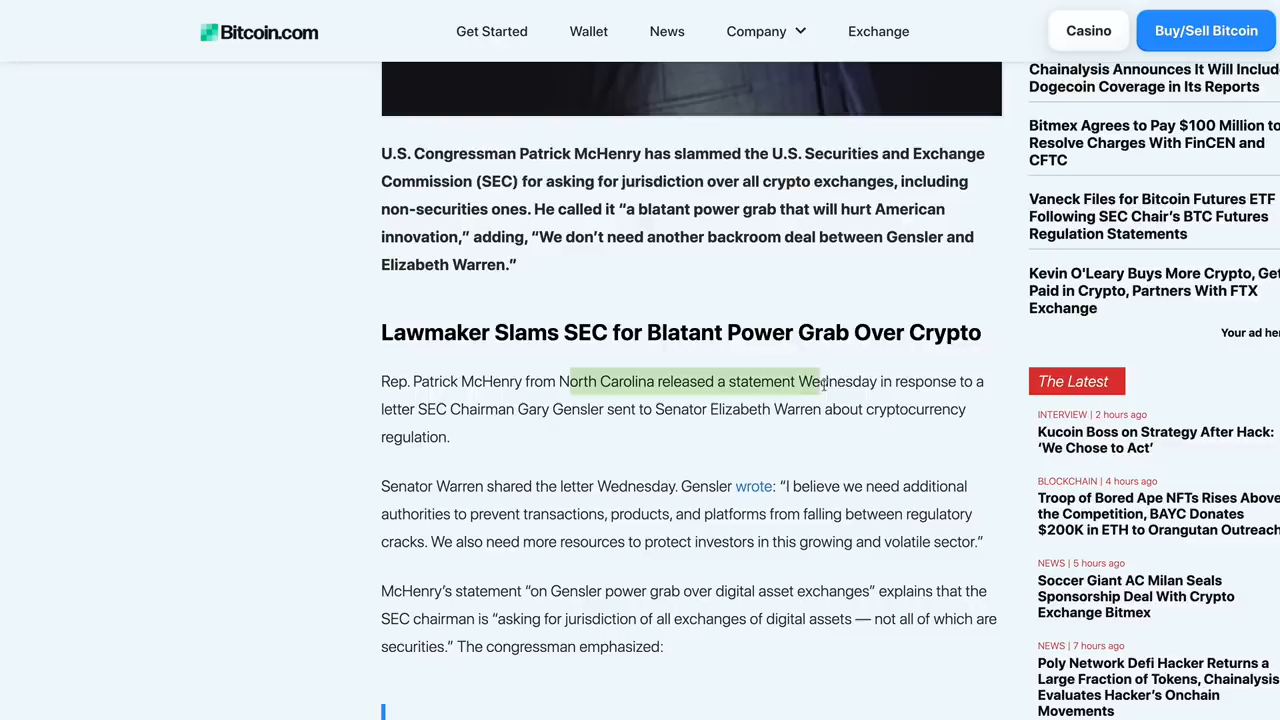 Bitcoin.com
Get Started
Wallet
News
Company
Exchange
Casino
Buy/Sell Bitcoin
U.S. Congressman Patrick McHenry has slammed the U.S. Securities and Exchange
Commission (SEC) for asking for jurisdiction over all crypto exchanges, including
non-securities ones. He called it “a blatant power grab that will hurt American
innovation,” adding, “We don’t need another backroom deal between Gensler and
Elizabeth Warren.”
Lawmaker Slams SEC for Blatant Power Grab Over Crypto
Rep. Patrick McHenry from North Carolina released a statement Wednesday in response to a
letter SEC Chairman Gary Gensler sent to Senator Elizabeth Warren about cryptocurrency
regulation.
Senator Warren shared the letter Wednesday. Gensler wrote: “I believe we need additional
authorities to prevent transactions, products, and platforms from falling between regulatory
cracks. We also need more resources to protect investors in this growing and volatile sector.”
McHenry’s statement “on Gensler power grab over digital asset exchanges” explains that the
SEC chairman is “asking for jurisdiction of all exchanges of digital assets — not all of which are
securities.” The congressman emphasized:
Chainalysis Announces It Will Includ
Dogecoin Coverage in Its Reports
Bitmex Agrees to Pay $100 Million to
Resolve Charges With FinCEN and
CFTC
Vaneck Files for Bitcoin Futures ETF
Following SEC Chair’s BTC Futures
Regulation Statements
Kevin O'Leary Buys More Crypto, Get
Paid in Crypto, Partners With FTX
Exchange
Your ad her
The Latest
INTERVIEW | 2 hours ago
Kucoin Boss on Strategy After Hack:
‘We Chose to Act’
BLOCKCHAIN | 4 hours ago
Troop of Bored Ape NFTs Rises Above
the Competition, BAYC Donates
$200K in ETH to Orangutan Outreach
NEWS | 5 hours ago
Soccer Giant AC Milan Seals
Sponsorship Deal With Crypto
Exchange Bitmex
NEWS | 7 hours ago
Poly Network Defi Hacker Returns a
Large Fraction of Tokens, Chainalysis
Evaluates Hacker’s Onchain
Movements